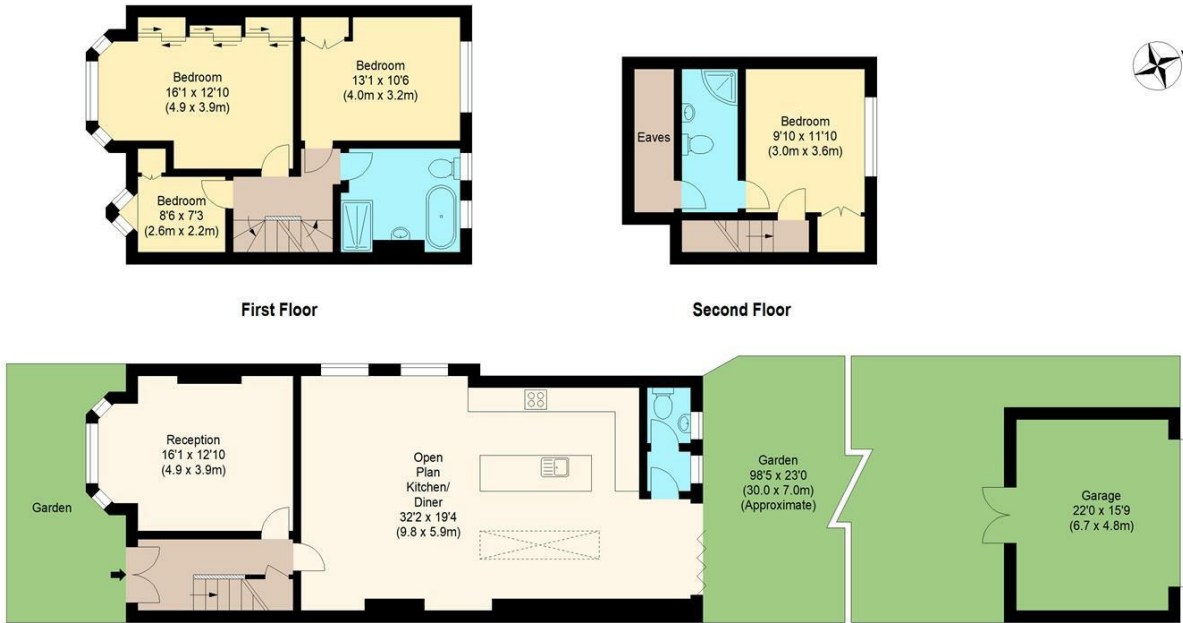 Bedroom
16'1 x 12'10
(4.9 x 3.9m)
Bedroom
13'1 x 10'6
(4.0m x 3.2m)
Bedroom
8'6 x 7'3
(2.6m x 2.2m)
First Floor
Eaves
Bedroom
9'10 x 11'10
(3.0m x 3.6m)
Second Floor
Garden
Reception
16'1 x 12'10
(4.9 x 3.9m)
Open
Plan
Kitchen/
Diner
32'2 x 19'4
(9.8 x 5.9m)
Garden
98'5 x 23'0
(30.0 x 7.0m)
(Approximate)
Garage
22'0 x 15'9
(6.7 x 4.8m)